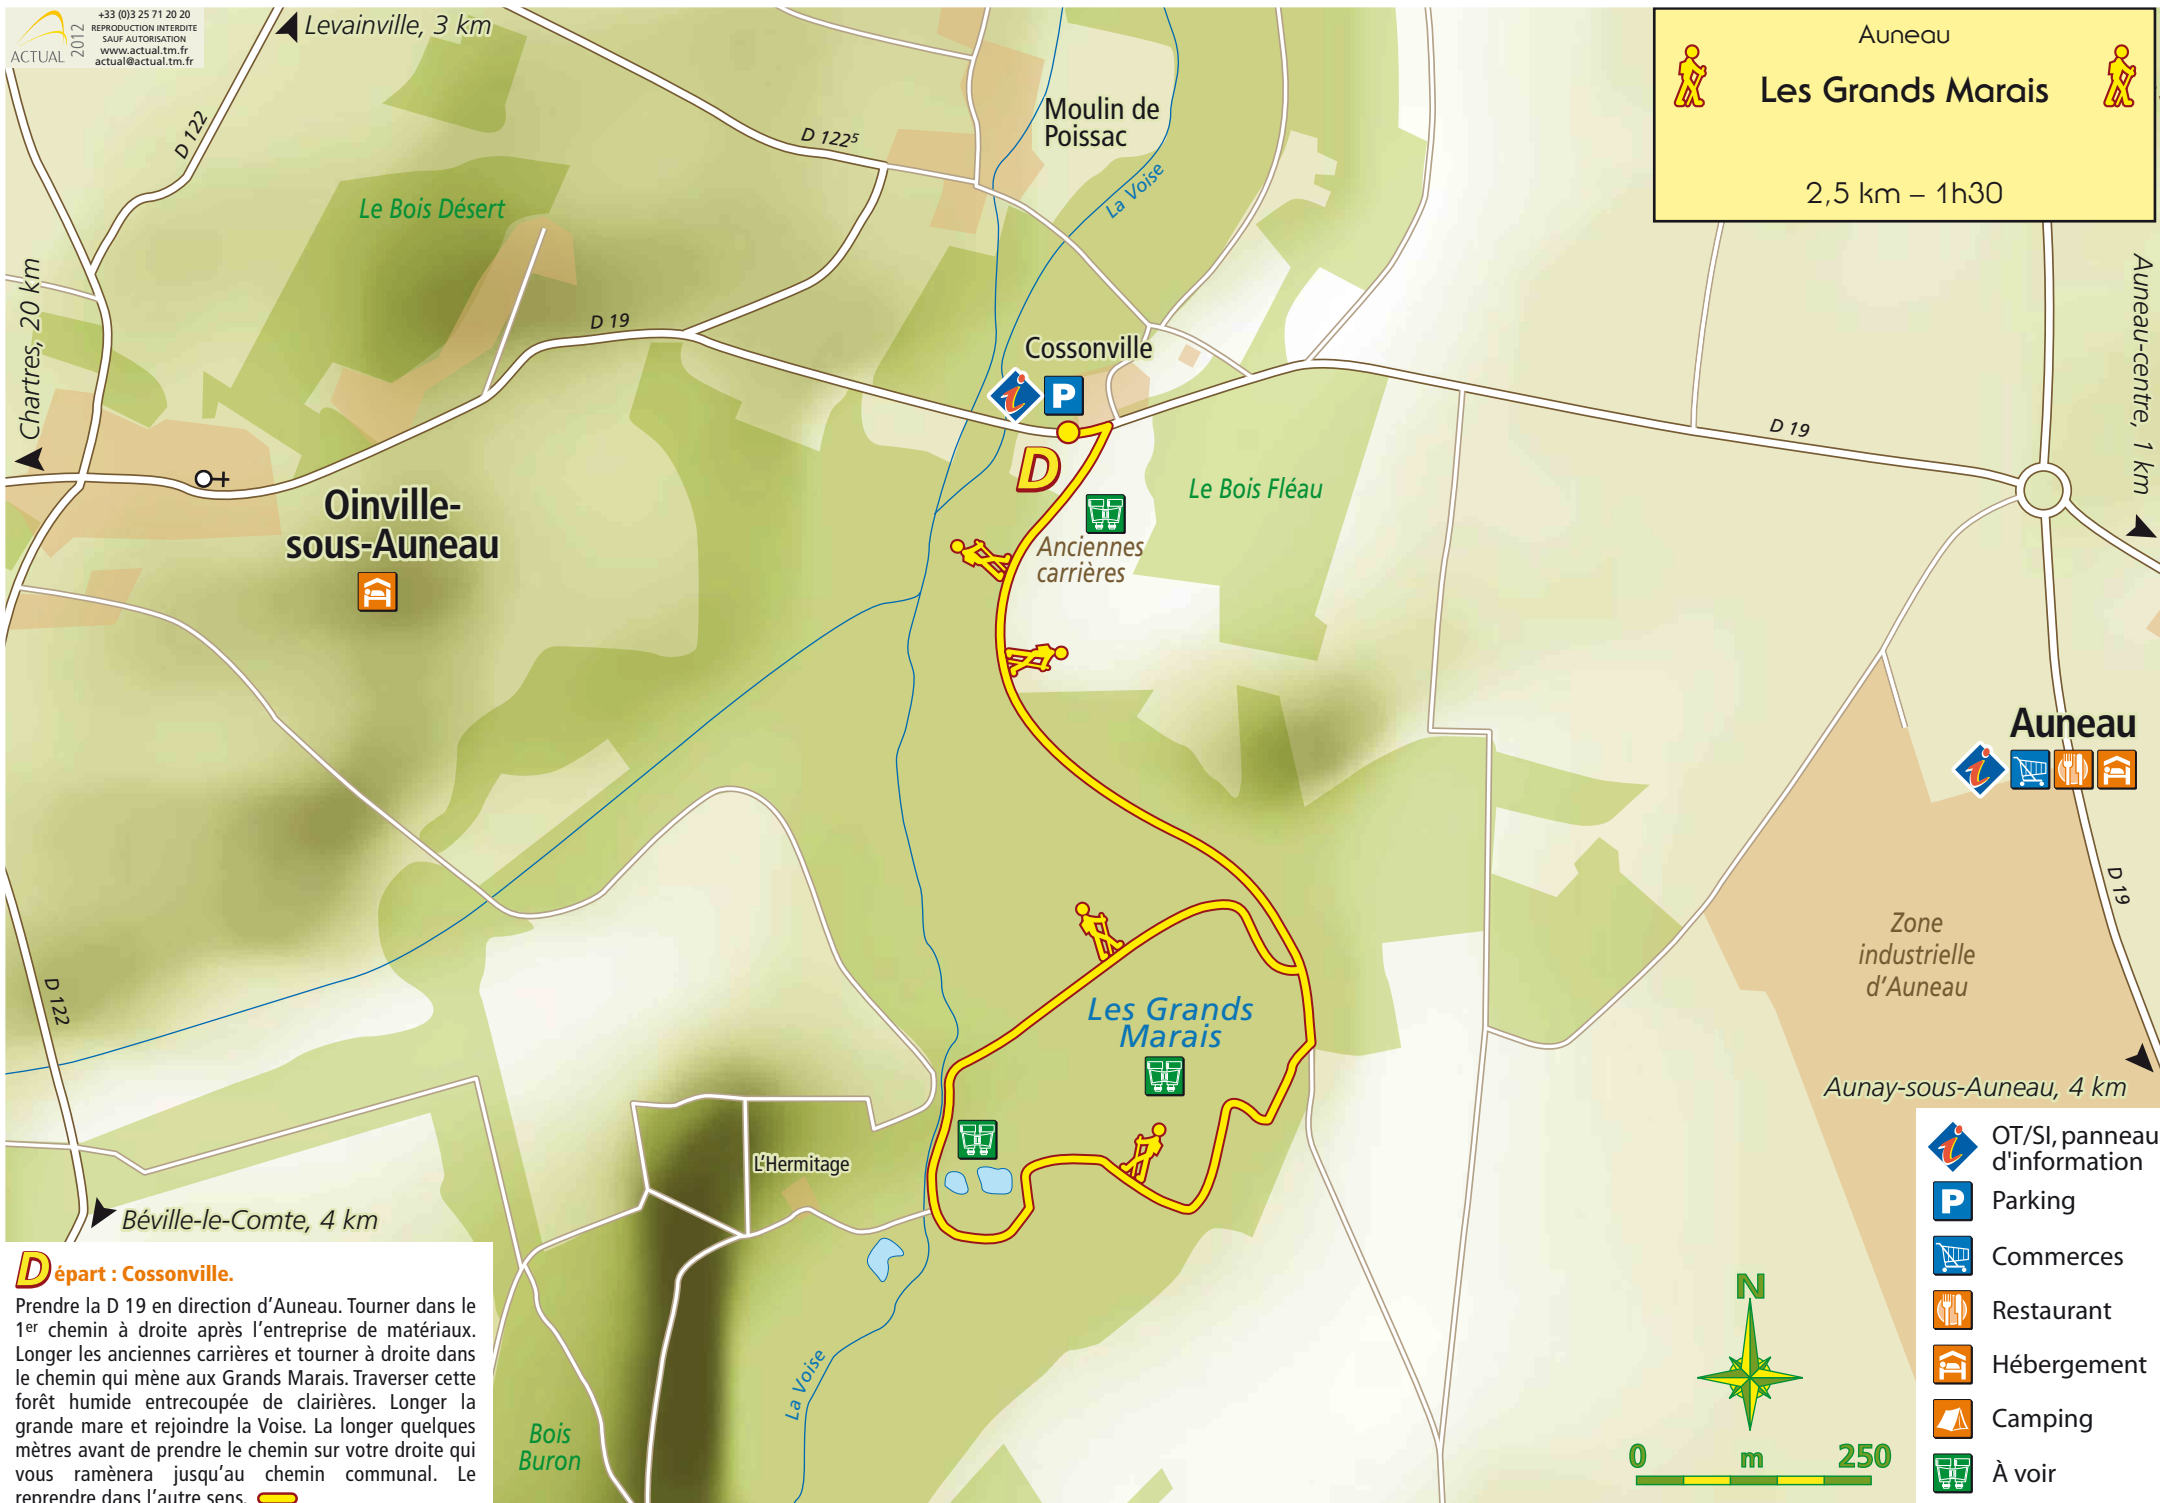 ACTUAL
2012
+33 (0)3 25 71 20 20
REPRODUCTION INTERDITE
SAUF AUTORISATION
www.actual.tm.fr
actual@actual.tm.fr
Levainville, 3 km
Auneau
Les Grands Marais
2,5 km – 1h30
D 122
D 122⁵
Moulin de
Poissac
La Voise
Le Bois Désert
Chartres, 20 km
D 19
Cossonville
P
D
Auneau-centre, 1 km
D 19
Le Bois Fléau
Oinville-
sous-Auneau
Anciennes
carrières
Auneau
D 19
Zone
industrielle
d'Auneau
D 122
Les Grands
Marais
Aunay-sous-Auneau, 4 km
L'Hermitage
Béville-le-Comte, 4 km
La Voise
Bois
Buron
Départ : Cossonville.
Prendre la D 19 en direction d'Auneau. Tourner dans le
1er chemin à droite après l'entreprise de matériaux.
Longer les anciennes carrières et tourner à droite dans
le chemin qui mène aux Grands Marais. Traverser cette
forêt humide entrecoupée de clairières. Longer la
grande mare et rejoindre la Voise. La longer quelques
mètres avant de prendre le chemin sur votre droite qui
vous ramènera jusqu'au chemin communal. Le
reprendre dans l'autre sens.
N
0 m 250
OT/SI, panneau
d'information
P
Parking
Commerces
Restaurant
Hébergement
Camping
À voir